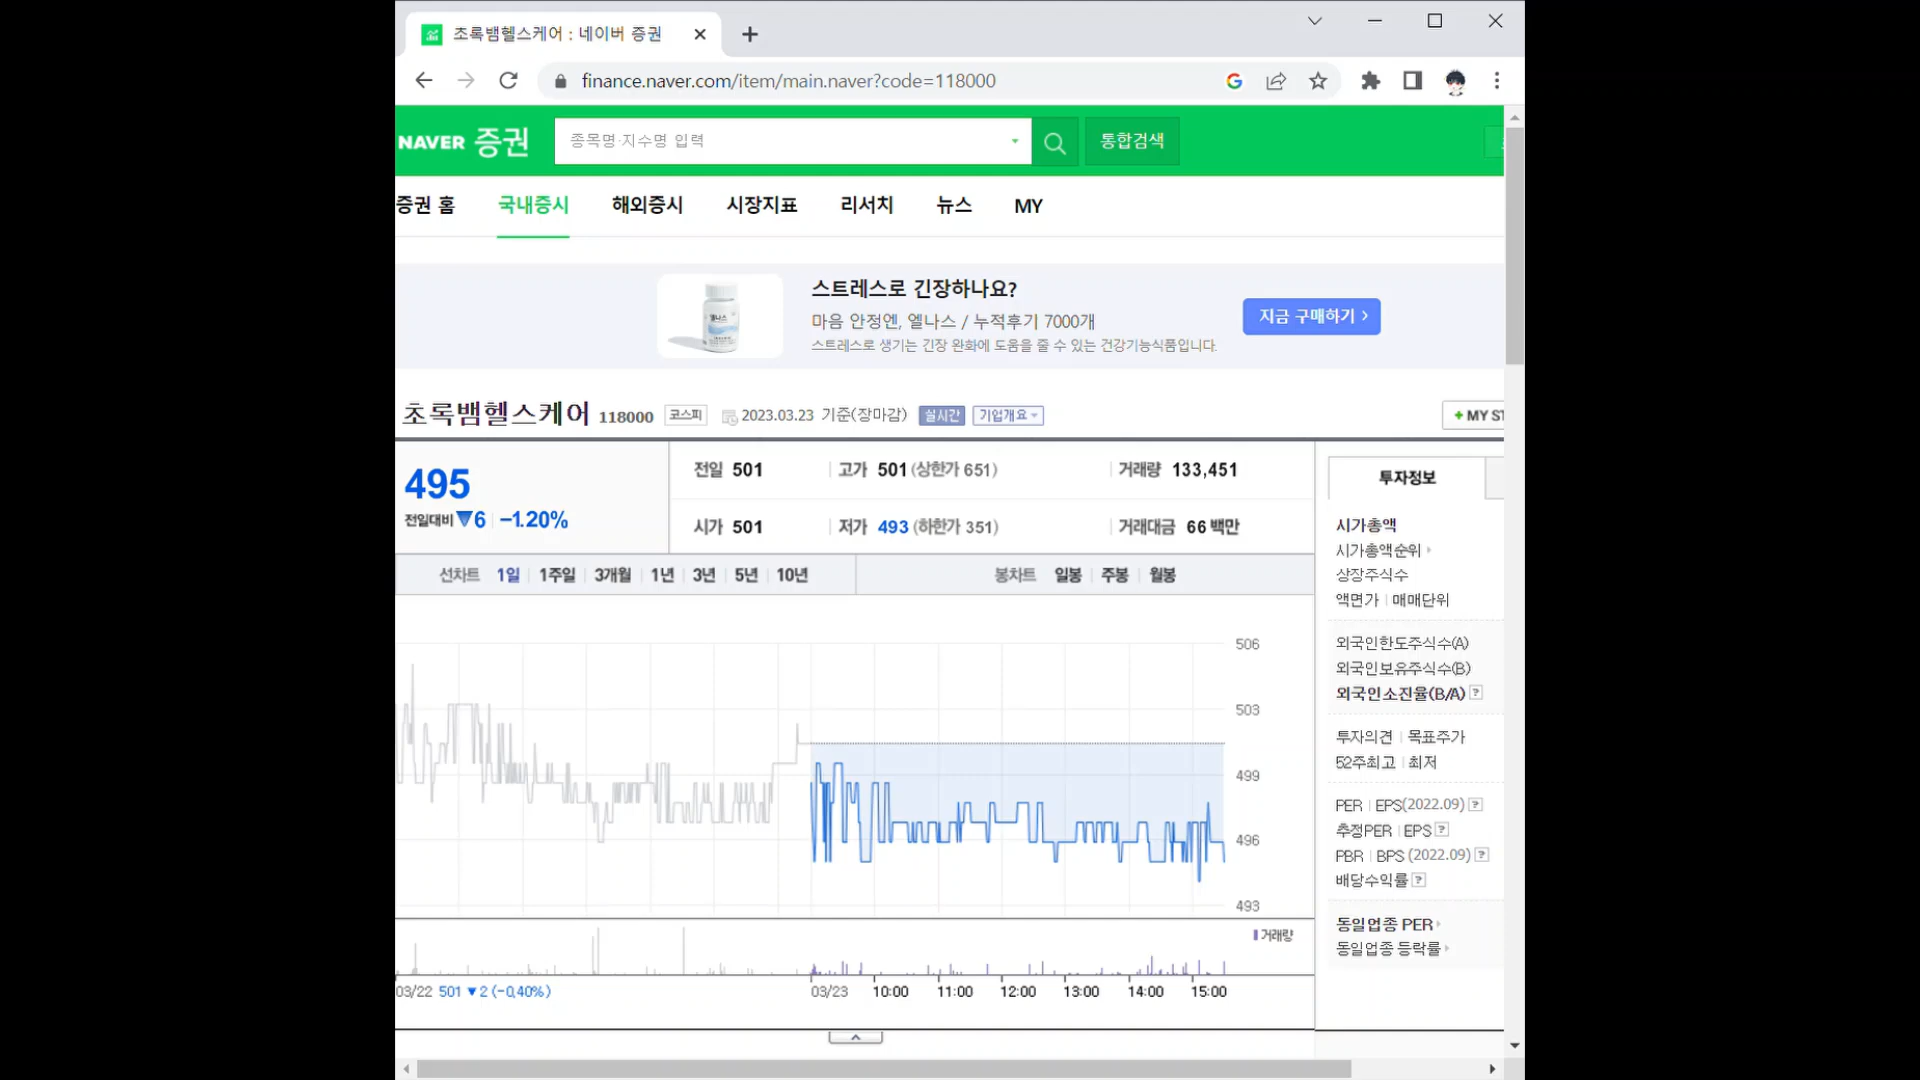 초록뱀헬스케어 : 네이버 증권
finance.naver.com/item/main.naver?code=118000
NAVER 증권 종목명·지수명 입력 통합검색
증권 홈 국내증시 해외증시 시장지표 리서치 뉴스 MY
스트레스로 긴장하나요?
마음 안정엔, 엘나스 / 누적후기 7000개
스트레스로 생기는 긴장 완화에 도움을 줄 수 있는 건강기능식품입니다.
지금 구매하기 >
엘나스
초록뱀헬스케어 118000 코스피 2023.03.23 기준(장마감) 실시간 기업개요
+ MY ST
495
전일대비 ▼6 -1.20%
전일 501 고가 501 (상한가 651) 거래량 133,451
시가 501 저가 493 (하한가 351) 거래대금 66 백만
선차트 1일 1주일 3개월 1년 3년 5년 10년 봉차트 일봉 주봉 월봉
506
503
499
496
493
거래량
03/22 501 ▼2 (-0.40%) 03/23 10:00 11:00 12:00 13:00 14:00 15:00
투자정보
시가총액
시가총액순위
상장주식수
액면가 | 매매단위
외국인한도주식수(A)
외국인보유주식수(B)
외국인소진율(B/A) ?
투자의견 | 목표주가
52주최고 | 최저
PER | EPS(2022.09) ?
추정PER | EPS ?
PBR | BPS (2022.09) ?
배당수익률 ?
동일업종 PER
동일업종 등락률